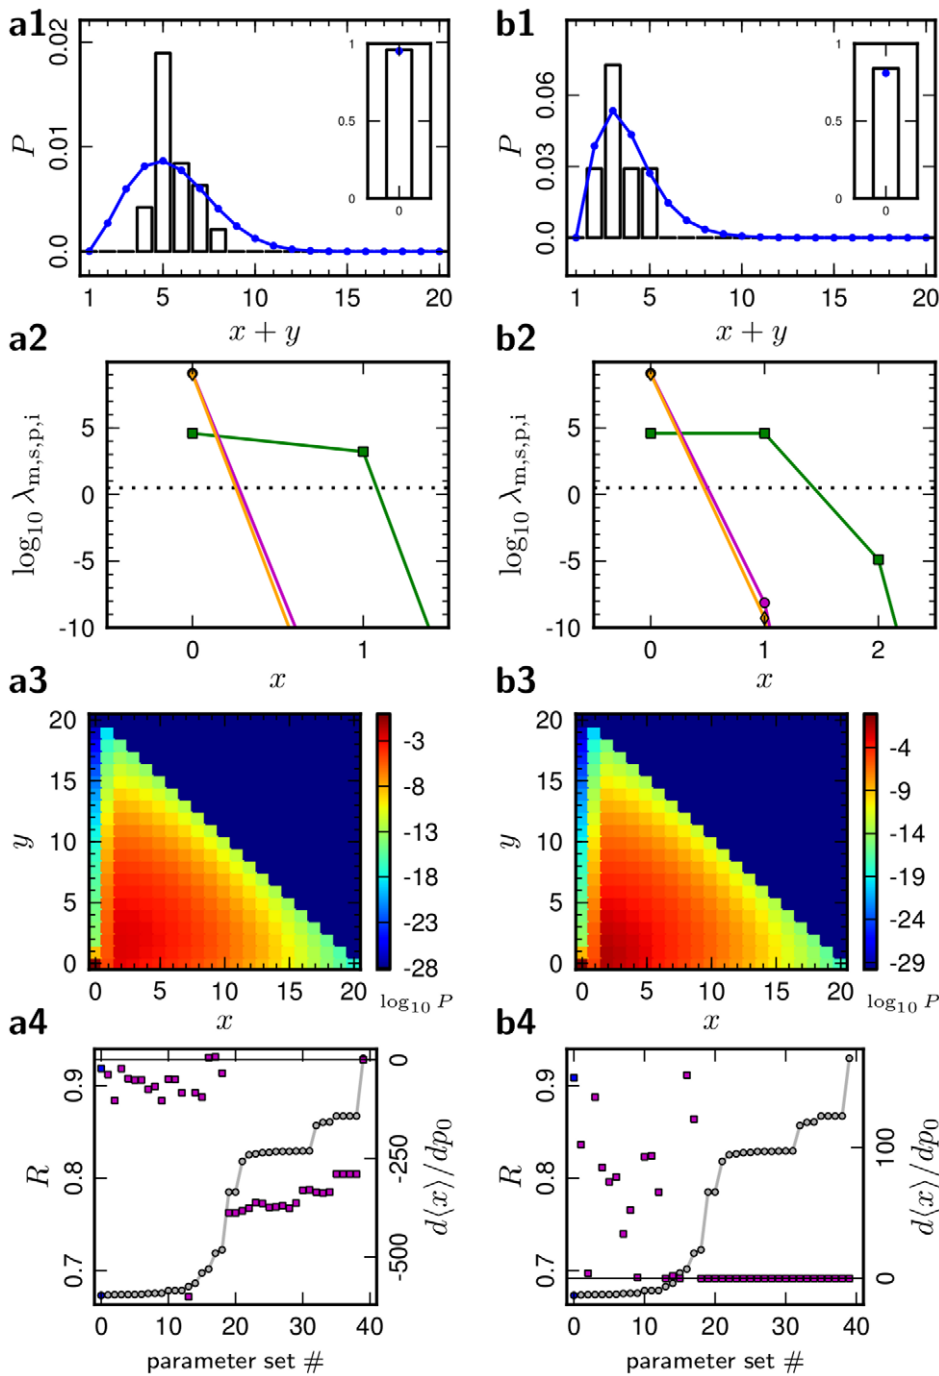 a1
0.02
0.01
0.0
P
1
0.5
0
0
1 5 10 15 20
x + y
b1
0.06
0.03
0.0
P
1
0.5
0
0
1 5 10 15 20
x + y
a2
5
0
-5
-10
log10 λm,s,p,i
0 1
x
b2
5
0
-5
-10
log10 λm,s,p,i
0 1 2
x
a3
20
15
10
5
0
y
0 5 10 15 20
x
-3
-8
-13
-18
-23
-28
log10 P
b3
20
15
10
5
0
y
0 5 10 15 20
x
-4
-9
-14
-19
-24
-29
log10 P
a4
0.9
0.8
0.7
R
0
-250
-500
d⟨x⟩/dp0
0 10 20 30 40
parameter set #
b4
0.9
0.8
0.7
R
100
0
d⟨x⟩/dp0
0 10 20 30 40
parameter set #